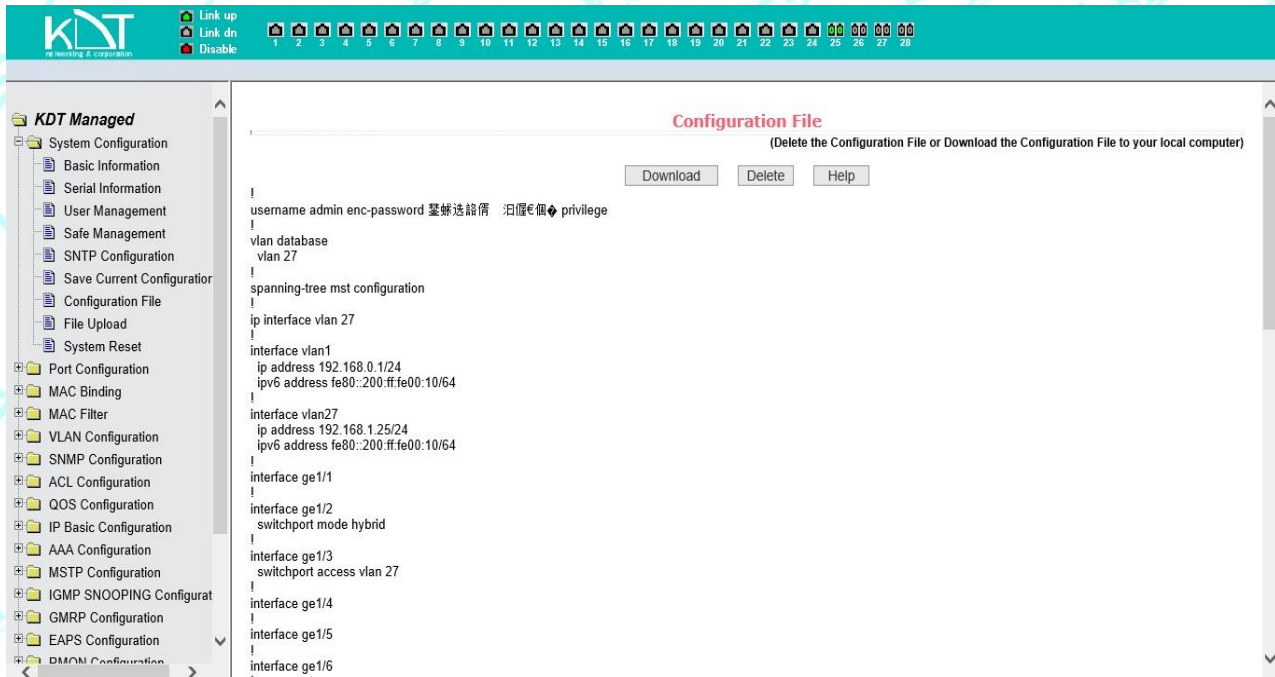 KDT
networking & corporation
Link up
Link dn
Disable
1 2 3 4 5 6 7 8 9 10 11 12 13 14 15 16 17 18 19 20 21 22 23 24 25 26 27 28
KDT Managed
System Configuration
Basic Information
Serial Information
User Management
Safe Management
SNTP Configuration
Save Current Configuration
Configuration File
File Upload
System Reset
Port Configuration
MAC Binding
MAC Filter
VLAN Configuration
SNMP Configuration
ACL Configuration
QOS Configuration
IP Basic Configuration
AAA Configuration
MSTP Configuration
IGMP SNOOPING Configurat
GMRP Configuration
EAPS Configuration
RMON Configuration
Configuration File
(Delete the Configuration File or Download the Configuration File to your local computer)
Download Delete Help
!
username admin enc-password privilege
!
vlan database
vlan 27
!
spanning-tree mst configuration
!
ip interface vlan 27
!
interface vlan1
ip address 192.168.0.1/24
ipv6 address fe80::200:ff:fe00:10/64
!
interface vlan27
ip address 192.168.1.25/24
ipv6 address fe80::200:ff:fe00:10/64
!
interface ge1/1
!
interface ge1/2
switchport mode hybrid
!
interface ge1/3
switchport access vlan 27
!
interface ge1/4
!
interface ge1/5
!
interface ge1/6